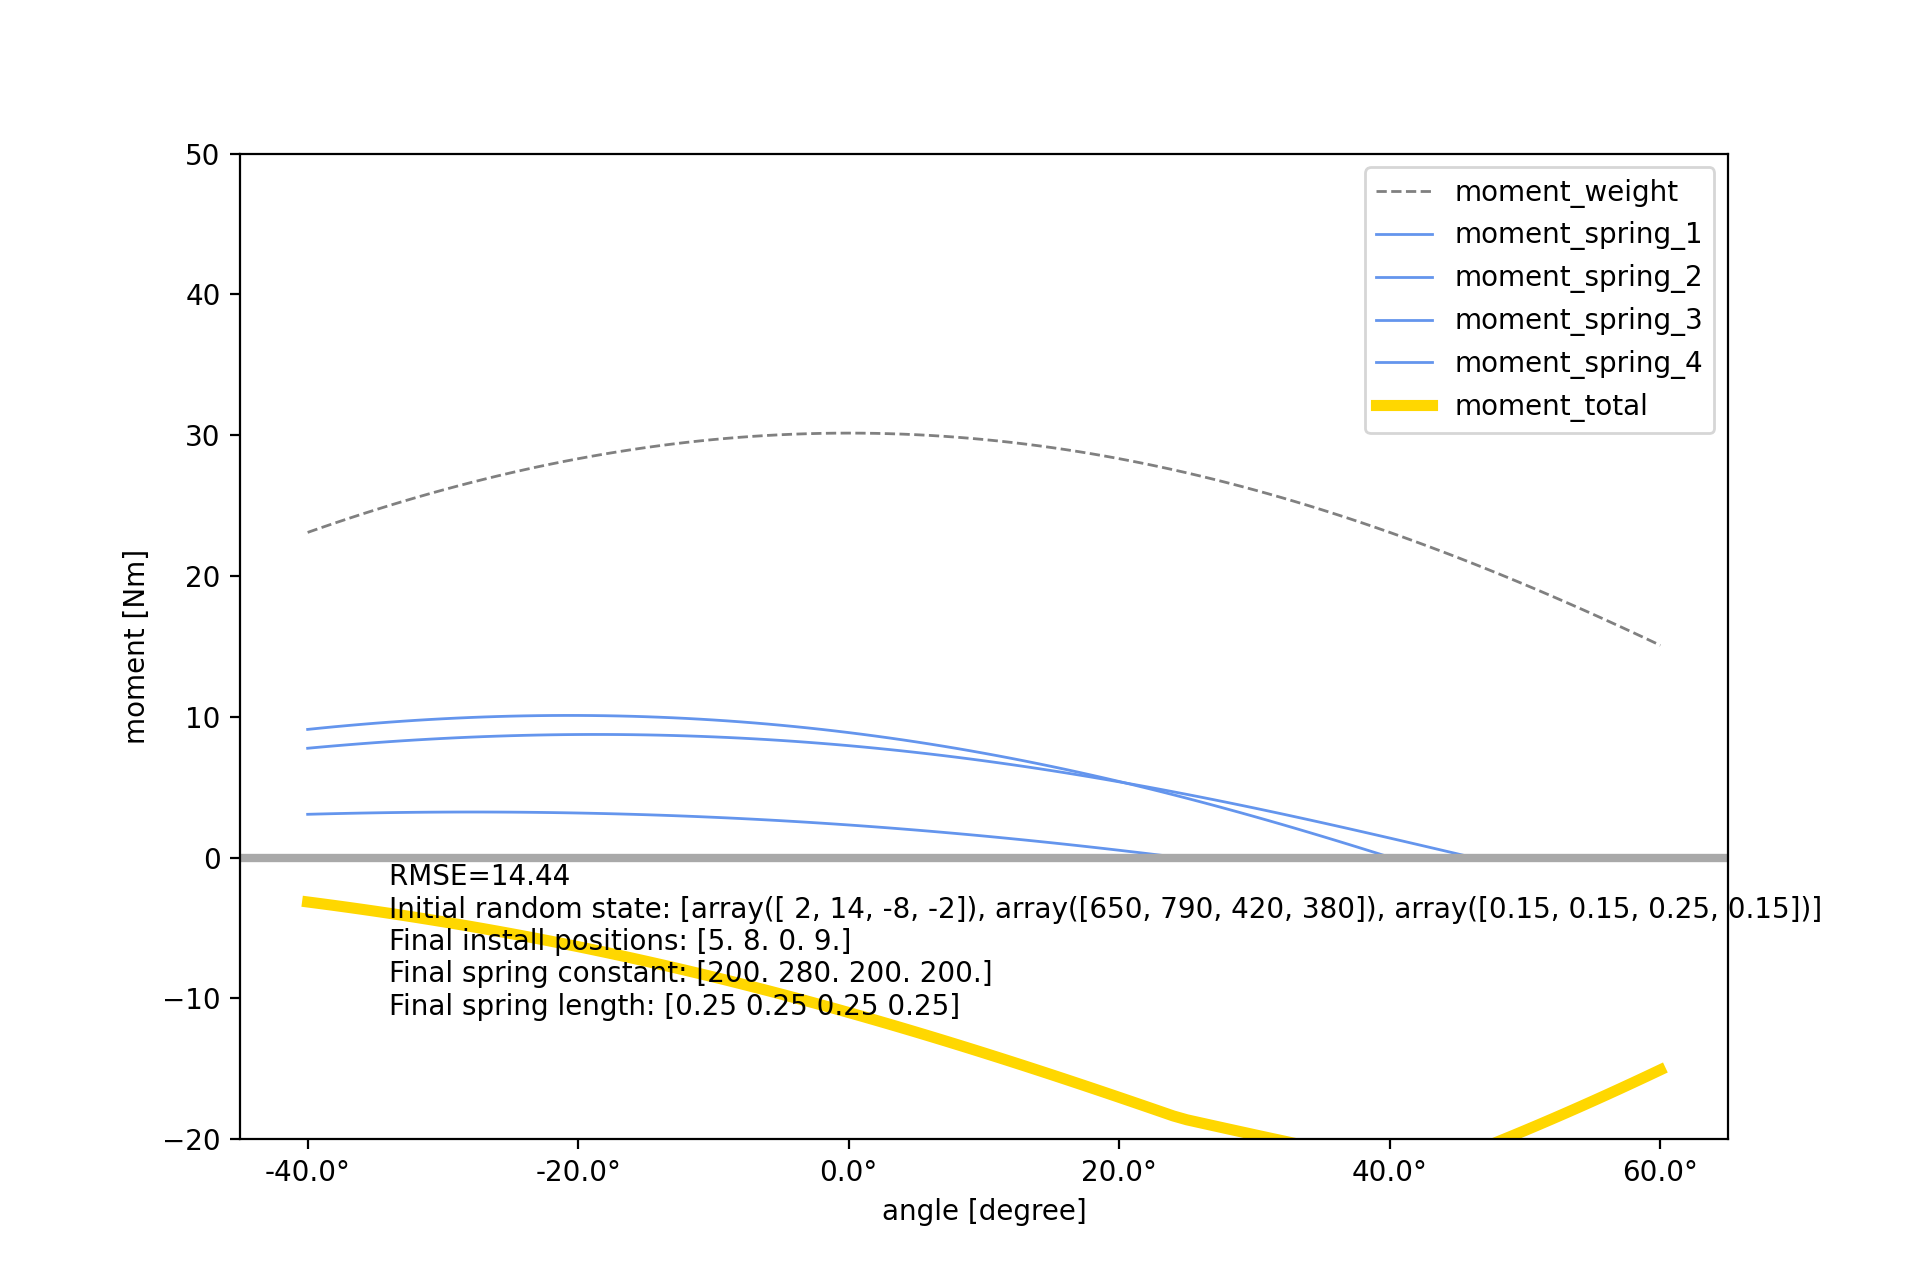 50
40
30
20
10
0
−10
−20
moment [Nm]
moment_weight
moment_spring_1
moment_spring_2
moment_spring_3
moment_spring_4
moment_total
RMSE=14.44
Initial random state: [array([ 2, 14, -8, -2]), array([650, 790, 420, 380]), array([0.15, 0.15, 0.25, 0.15])]
Final install positions: [5. 8. 0. 9.]
Final spring constant: [200. 280. 200. 200.]
Final spring length: [0.25 0.25 0.25 0.25]
-40.0° -20.0° 0.0° 20.0° 40.0° 60.0°
angle [degree]